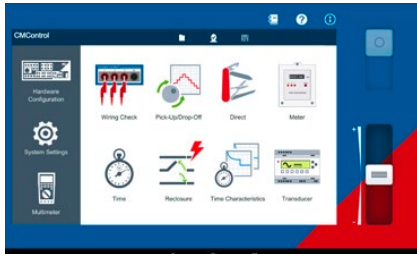 CMControl
Hardware
Configuration
System Settings
Multimeter
Wiring Check
Pick-Up/Drop-Off
Direct
Meter
Time
Reclosure
Time Characteristics
Transducer